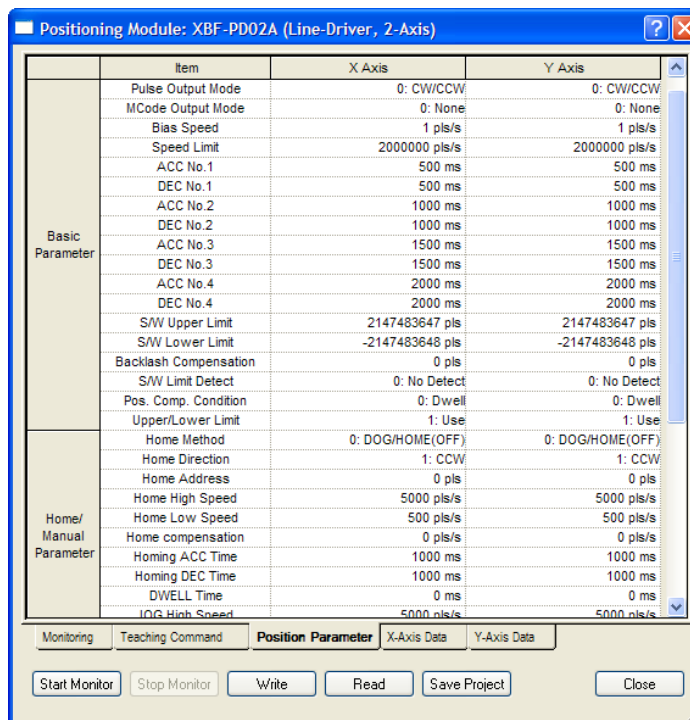 Positioning Module: XBF-PD02A (Line-Driver, 2-Axis)
Item X Axis Y Axis
Basic Parameter
Pulse Output Mode 0: CW/CCW 0: CW/CCW
MCode Output Mode 0: None 0: None
Bias Speed 1 pls/s 1 pls/s
Speed Limit 2000000 pls/s 2000000 pls/s
ACC No.1 500 ms 500 ms
DEC No.1 500 ms 500 ms
ACC No.2 1000 ms 1000 ms
DEC No.2 1000 ms 1000 ms
ACC No.3 1500 ms 1500 ms
DEC No.3 1500 ms 1500 ms
ACC No.4 2000 ms 2000 ms
DEC No.4 2000 ms 2000 ms
S/W Upper Limit 2147483647 pls 2147483647 pls
S/W Lower Limit -2147483648 pls -2147483648 pls
Backlash Compensation 0 pls 0 pls
S/W Limit Detect 0: No Detect 0: No Detect
Pos. Comp. Condition 0: Dwell 0: Dwell
Upper/Lower Limit 1: Use 1: Use
Home/ Manual Parameter
Home Method 0: DOG/HOME(OFF) 0: DOG/HOME(OFF)
Home Direction 1: CCW 1: CCW
Home Address 0 pls 0 pls
Home High Speed 5000 pls/s 5000 pls/s
Home Low Speed 500 pls/s 500 pls/s
Home compensation 0 pls/s 0 pls/s
Homing ACC Time 1000 ms 1000 ms
Homing DEC Time 1000 ms 1000 ms
DWELL Time 0 ms 0 ms
JOG High Speed 5000 pls/s 5000 pls/s
Monitoring Teaching Command Position Parameter X-Axis Data Y-Axis Data
Start Monitor Stop Monitor Write Read Save Project Close